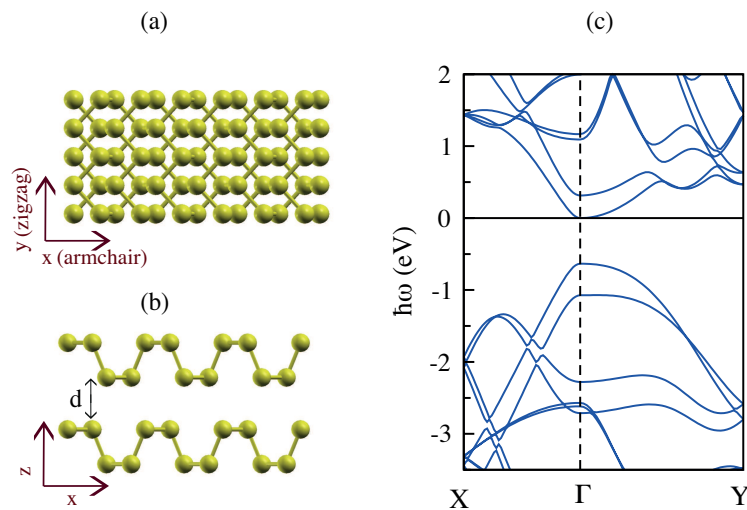 (a)
y (zigzag)
x (armchair)
(b)
d
z
x
(c)
ħω (eV)
2
1
0
-1
-2
-3
X
Γ
Y